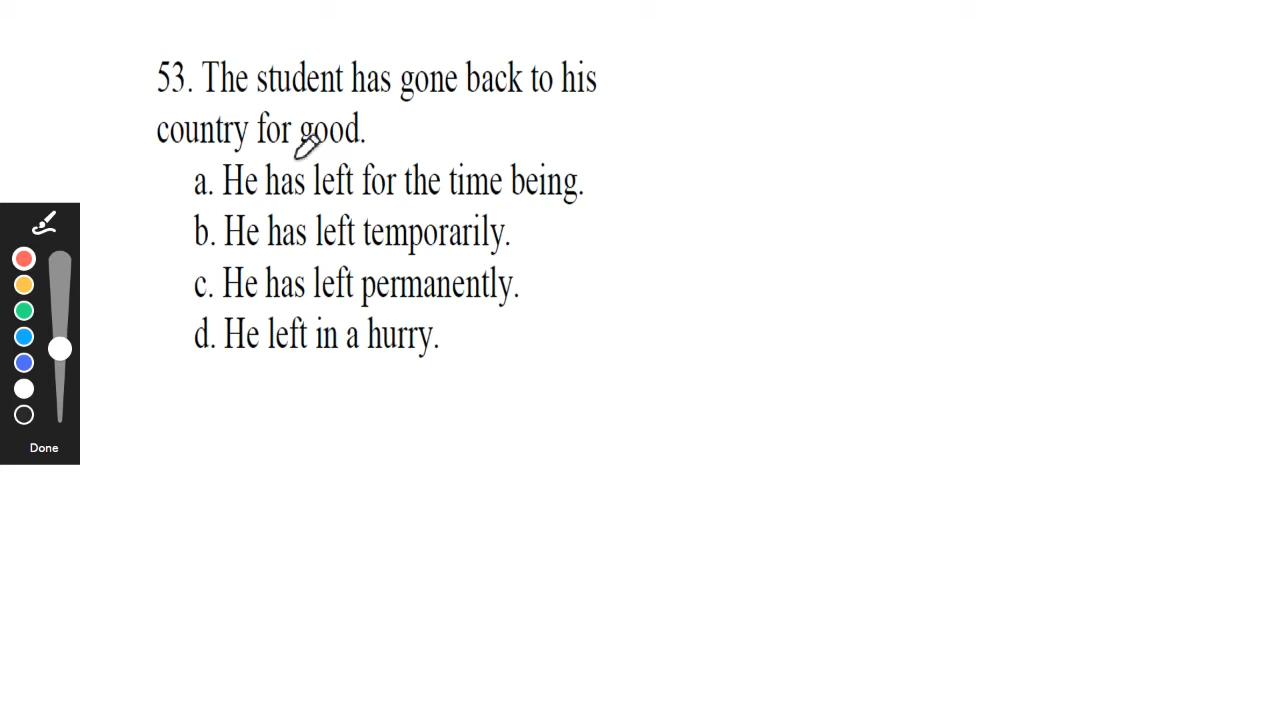 53. The student has gone back to his
country for good.
a. He has left for the time being.
b. He has left temporarily.
c. He has left permanently.
d. He left in a hurry.
Done